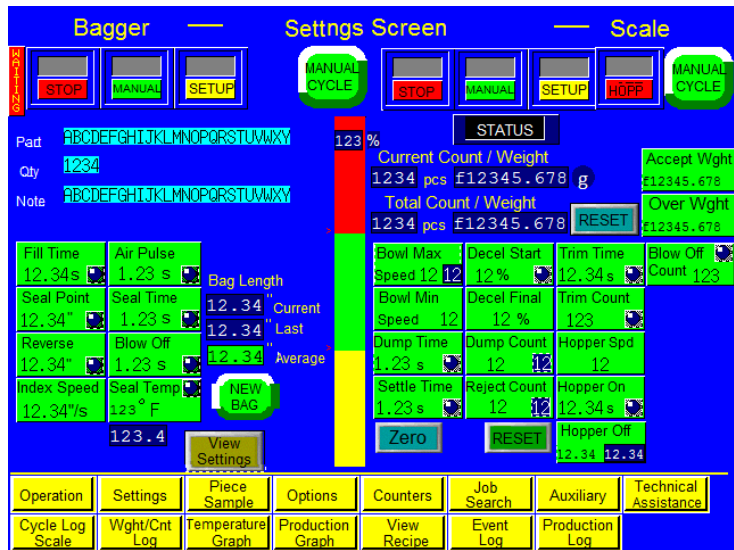 Bagger — Settngs Screen — Scale
WAITING
STOP
MANUAL
SETUP
MANUAL
CYCLE
STOP
MANUAL
SETUP
HOPP
MANUAL
CYCLE
Part ABCDEFGHIJKLMNOPQRSTUVWXY
Qty 1234
Note ABCDEFGHIJKLMNOPQRSTUVWXY
123 %
STATUS
Current Count / Weight
1234 pcs £12345.678 g
Total Count / Weight
1234 pcs £12345.678 RESET
Accept Wght
£12345.678
Over Wght
£12345.678
Fill Time
12.34 s
Air Pulse
1.23 s
Seal Point
12.34"
Seal Time
1.23 s
Reverse
12.34"
Blow Off
1.23 s
Index Speed
12.34"/s
Seal Temp
123° F
123.4
Bag Length
12.34 " Current
12.34 " Last
12.34 " Average
NEW
BAG
View
Settings
>
>
Bowl Max
Speed 12 12
Decel Start
12 %
Trim Time
12.34 s
Blow Off
Count 123
Bowl Min
Speed 12
Decel Final
12 %
Trim Count
123
Dump Time
1.23 s
Dump Count
12 12
Hopper Spd
12
Settle Time
1.23 s
Reject Count
12 12
Hopper On
12.34 s
Zero
RESET
Hopper Off
12.34 12.34
Operation
Settings
Piece
Sample
Options
Counters
Job
Search
Auxiliary
Technical
Assistance
Cycle Log
Scale
Wght/Cnt
Log
Temperature
Graph
Production
Graph
View
Recipe
Event
Log
Production
Log